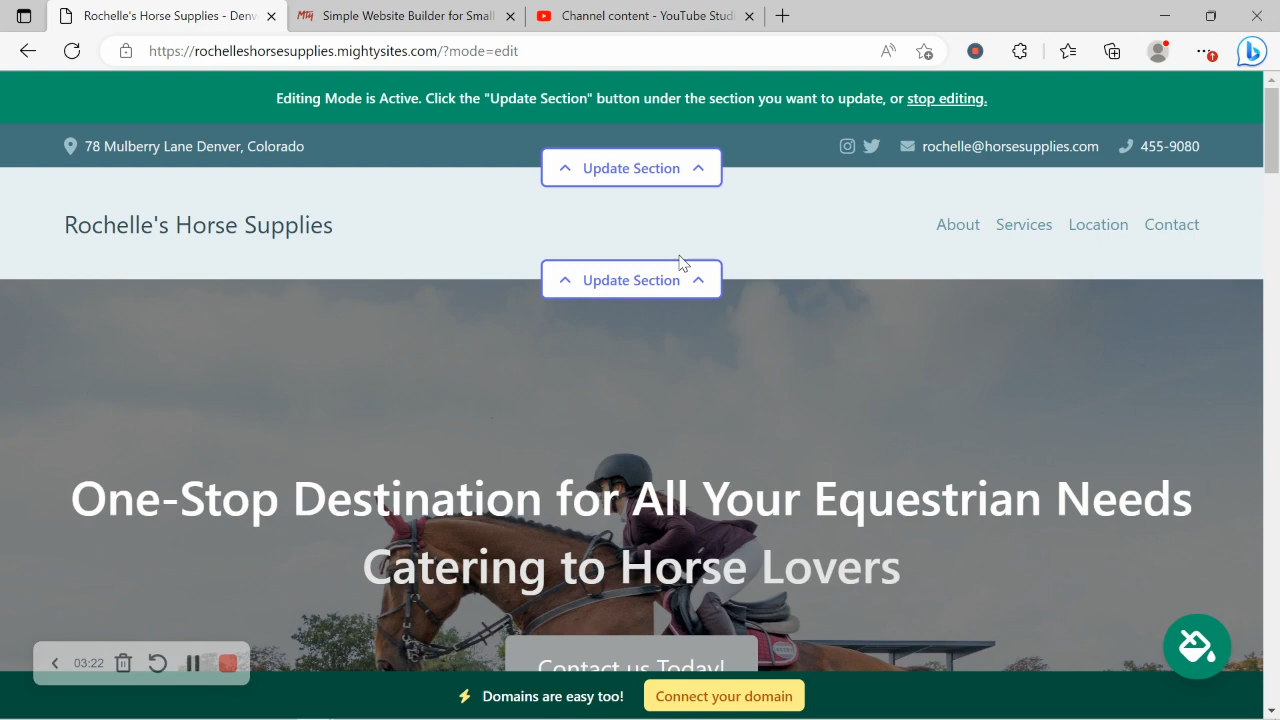 Rochelle's Horse Supplies - Denv
Simple Website Builder for Small
Channel content - YouTube Studi
https://rochelleshorsesupplies.mightysites.com/?mode=edit
Editing Mode is Active. Click the "Update Section" button under the section you want to update, or stop editing.
78 Mulberry Lane Denver, Colorado
rochelle@horsesupplies.com
455-9080
Update Section
Rochelle's Horse Supplies
About Services Location Contact
Update Section
One-Stop Destination for All Your Equestrian Needs
Catering to Horse Lovers
Contact us Today!
03:22
Domains are easy too!
Connect your domain